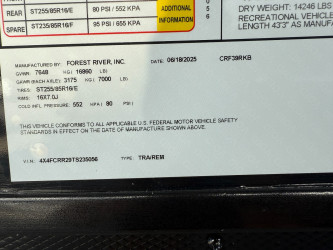 REAR ST255/85R16/E 80 PSI / 552 KPA ADDITIONAL
SPARE ST235/85R16/F 95 PSI / 655 KPA INFORMATION
DRY WEIGHT: 14246 LBS
RECREATIONAL VEHICLE
LENGTH 43'3" AS MEASURED
MANUFACTURED BY: FOREST RIVER, INC. DATE: 06/18/2025 CRF39RKB
GVWR: 7648 KG( 16860 LB)
GAWR (EACH AXLE): 3175 KG( 7000 LB)
TIRES: ST255/85R16/E
RIMS: 16X7.0J
COLD INFL. PRESSURE: 552 KPA( 80 PSI)
THIS VEHICLE CONFORMS TO ALL APPLICABLE U.S. FEDERAL MOTOR VEHICLE SAFETY
STANDARDS IN EFFECT ON THE DATE OF MANUFACTURE SHOWN ABOVE.
V.I.N.: 4X4FCRR29TS235056 TYPE: TRA/REM